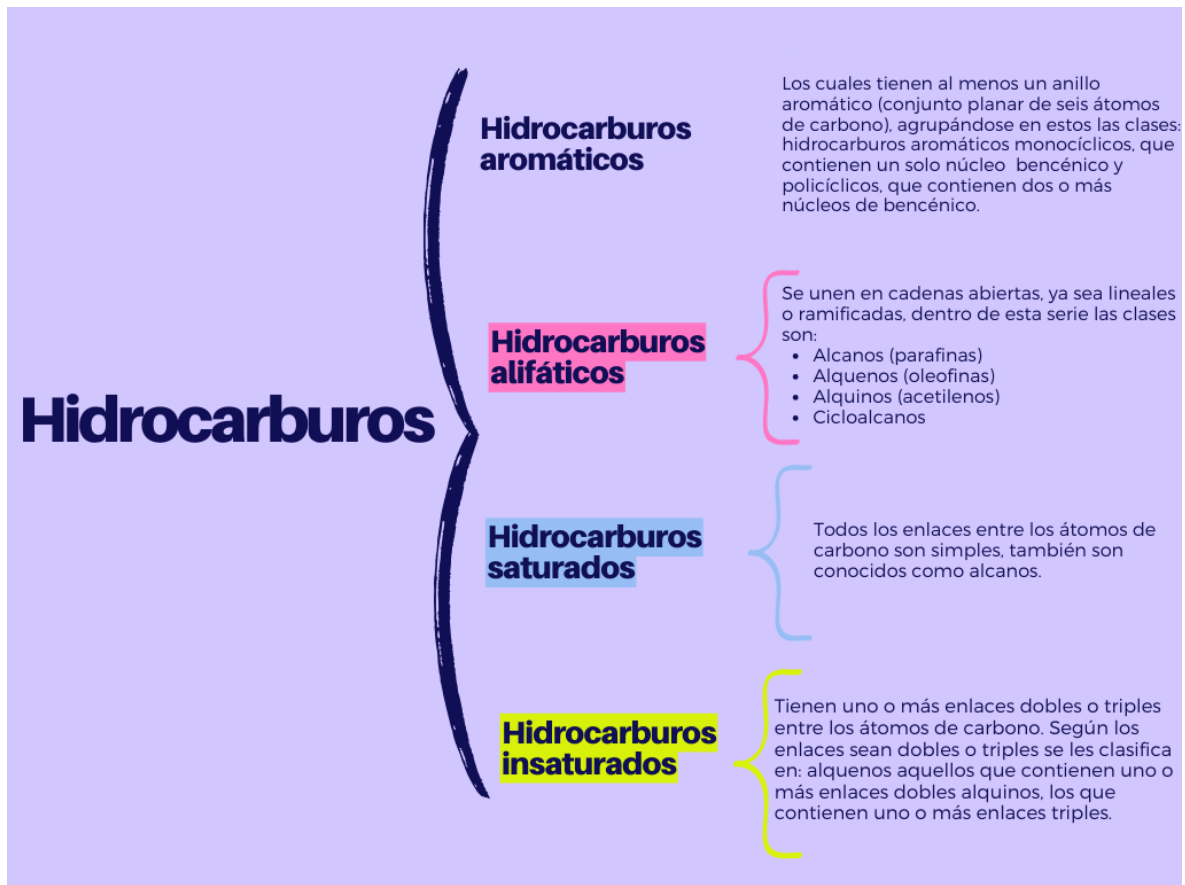 Hidrocarburos
Hidrocarburos
aromáticos
Los cuales tienen al menos un anillo
aromático (conjunto planar de seis átomos
de carbono), agrupándose en estos las clases:
hidrocarburos aromáticos monocíclicos, que
contienen un solo núcleo bencénico y
policíclicos, que contienen dos o más
núcleos de bencénico.
Hidrocarburos
alifáticos
Se unen en cadenas abiertas, ya sea lineales
o ramificadas, dentro de esta serie las clases
son:
• Alcanos (parafinas)
• Alquenos (oleofinas)
• Alquinos (acetilenos)
• Cicloalcanos
Hidrocarburos
saturados
Todos los enlaces entre los átomos de
carbono son simples, también son
conocidos como alcanos.
Hidrocarburos
insaturados
Tienen uno o más enlaces dobles o triples
entre los átomos de carbono. Según los
enlaces sean dobles o triples se les clasifica
en: alquenos aquellos que contienen uno o
más enlaces dobles alquinos, los que
contienen uno o más enlaces triples.